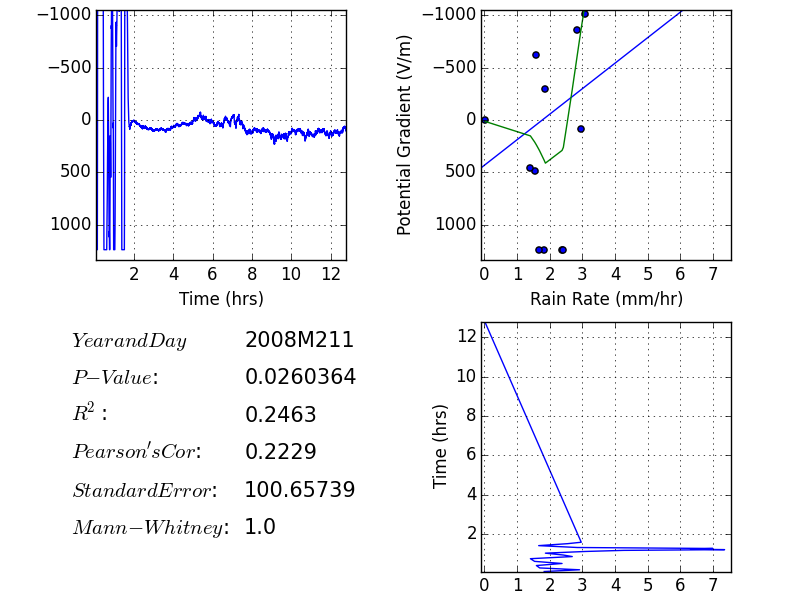 −1000
−500
0
500
1000
2 4 6 8 10 12
Time (hrs)
Potential Gradient (V/m)
−1000
−500
0
500
1000
0 1 2 3 4 5 6 7
Rain Rate (mm/hr)
YearandDay 2008M211
P−Value: 0.0260364
R²: 0.2463
Pearson'sCor: 0.2229
StandardError: 100.65739
Mann−Whitney: 1.0
Time (hrs)
12
10
8
6
4
2
0 1 2 3 4 5 6 7